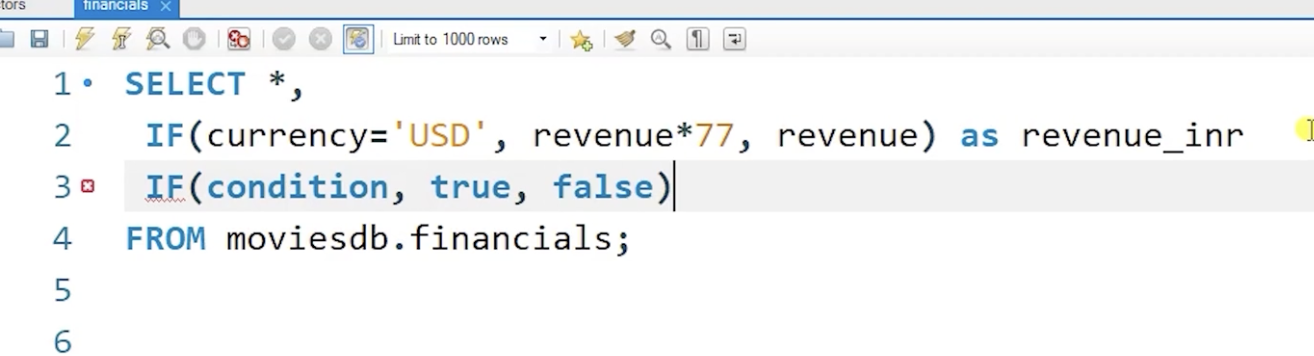 tors financials ×
Limit to 1000 rows
1 SELECT *,
2 IF(currency='USD', revenue*77, revenue) as revenue_inr
3 IF(condition, true, false)
4 FROM moviesdb.financials;
5
6